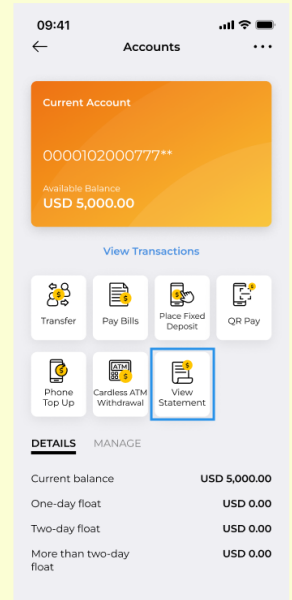 09:41
Accounts
Current Account
0000102000777**
Available Balance
USD 5,000.00
View Transactions
Transfer
Pay Bills
Place Fixed
Deposit
QR Pay
Phone
Top Up
ATM
Cardless ATM
Withdrawal
View
Statement
DETAILS MANAGE
Current balance USD 5,000.00
One-day float USD 0.00
Two-day float USD 0.00
More than two-day USD 0.00
float